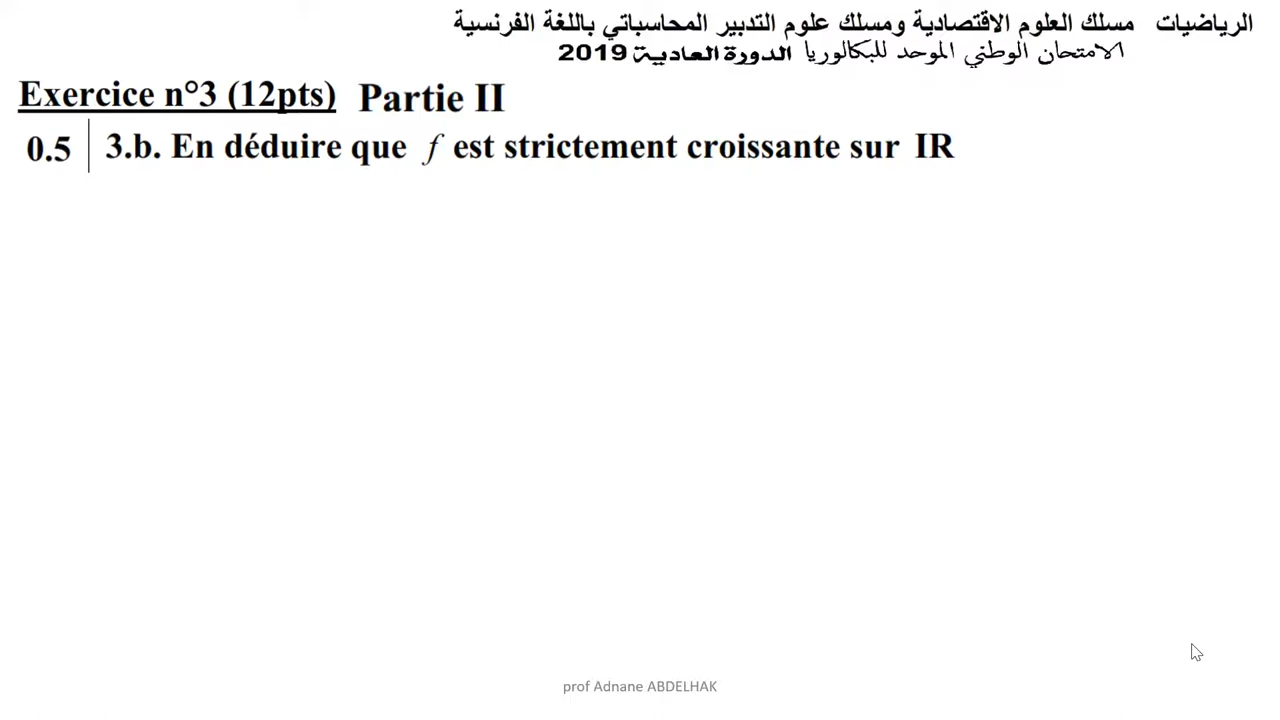 الرياضيات مسلك العلوم الاقتصادية ومسلك علوم التدبير المحاسباتي باللغة الفرنسية
الامتحان الوطني الموحد للبكالوريا الدورة العادية 2019
Exercice n°3 (12pts) Partie II
0.5 3.b. En déduire que f est strictement croissante sur IR
prof Adnane ABDELHAK